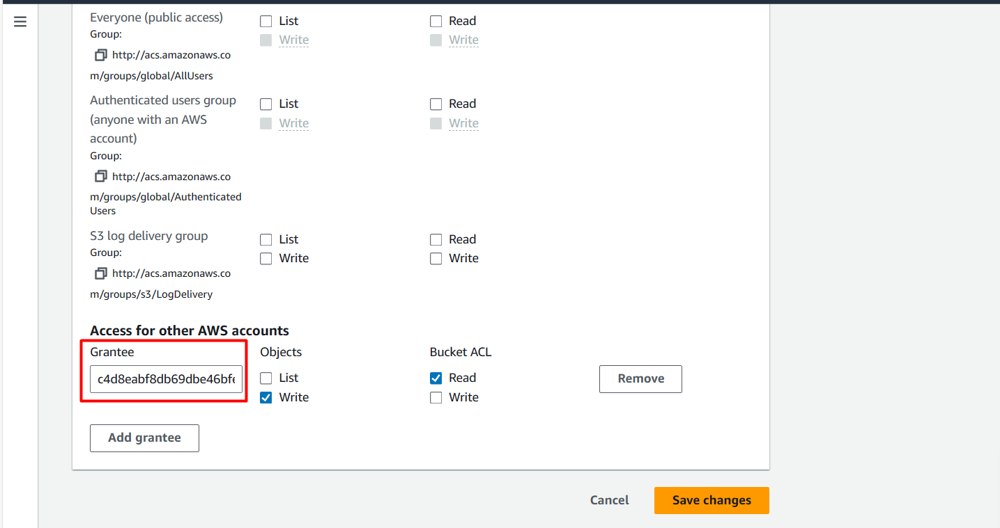 Everyone (public access)
Group:
http://acs.amazonaws.co
m/groups/global/AllUsers
List
Write
Read
Write
Authenticated users group
(anyone with an AWS
account)
Group:
http://acs.amazonaws.co
m/groups/global/Authenticated
Users
List
Write
Read
Write
S3 log delivery group
Group:
http://acs.amazonaws.co
m/groups/s3/LogDelivery
List
Write
Read
Write
Access for other AWS accounts
Grantee
Objects
Bucket ACL
c4d8eabf8db69dbe46bfe
List
Write
Read
Write
Remove
Add grantee
Cancel
Save changes